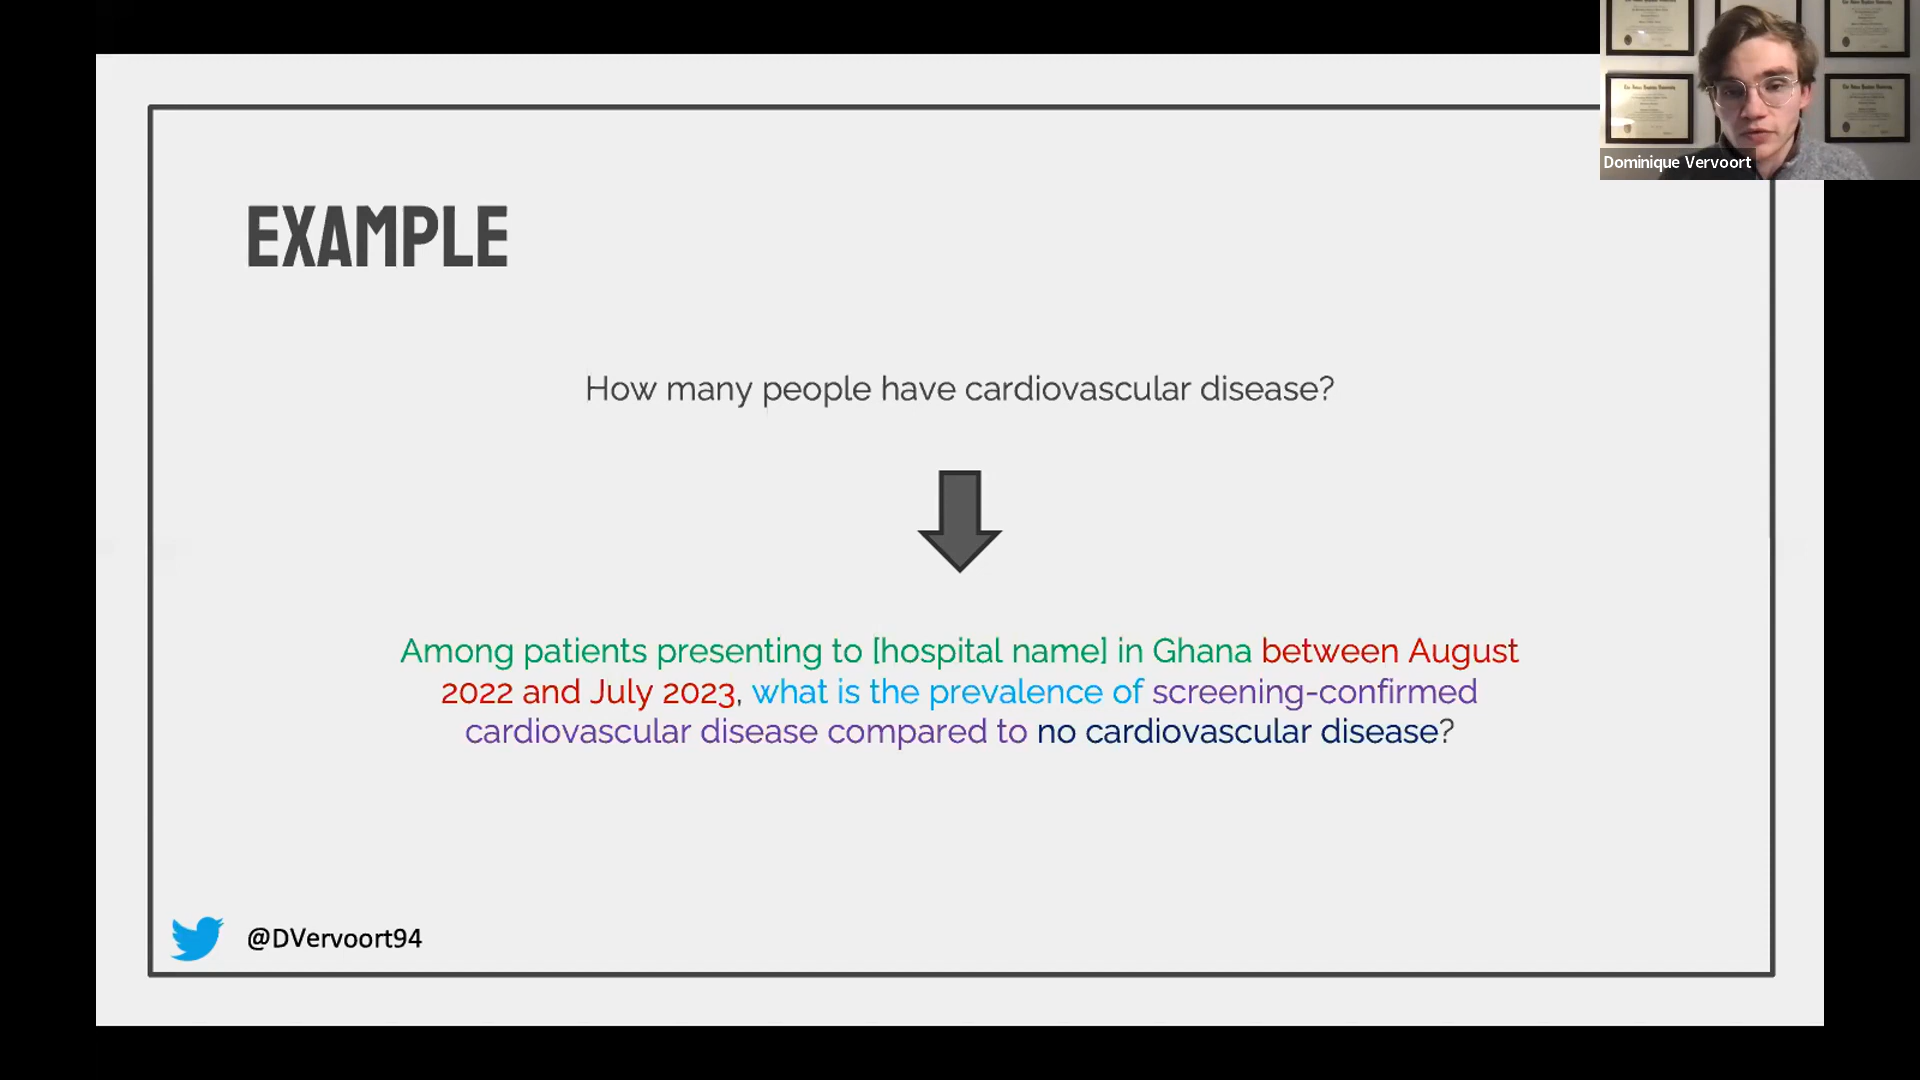 Dominique Vervoort
EXAMPLE
How many people have cardiovascular disease?
Among patients presenting to [hospital name] in Ghana between August
2022 and July 2023, what is the prevalence of screening-confirmed
cardiovascular disease compared to no cardiovascular disease?
@DVervoort94